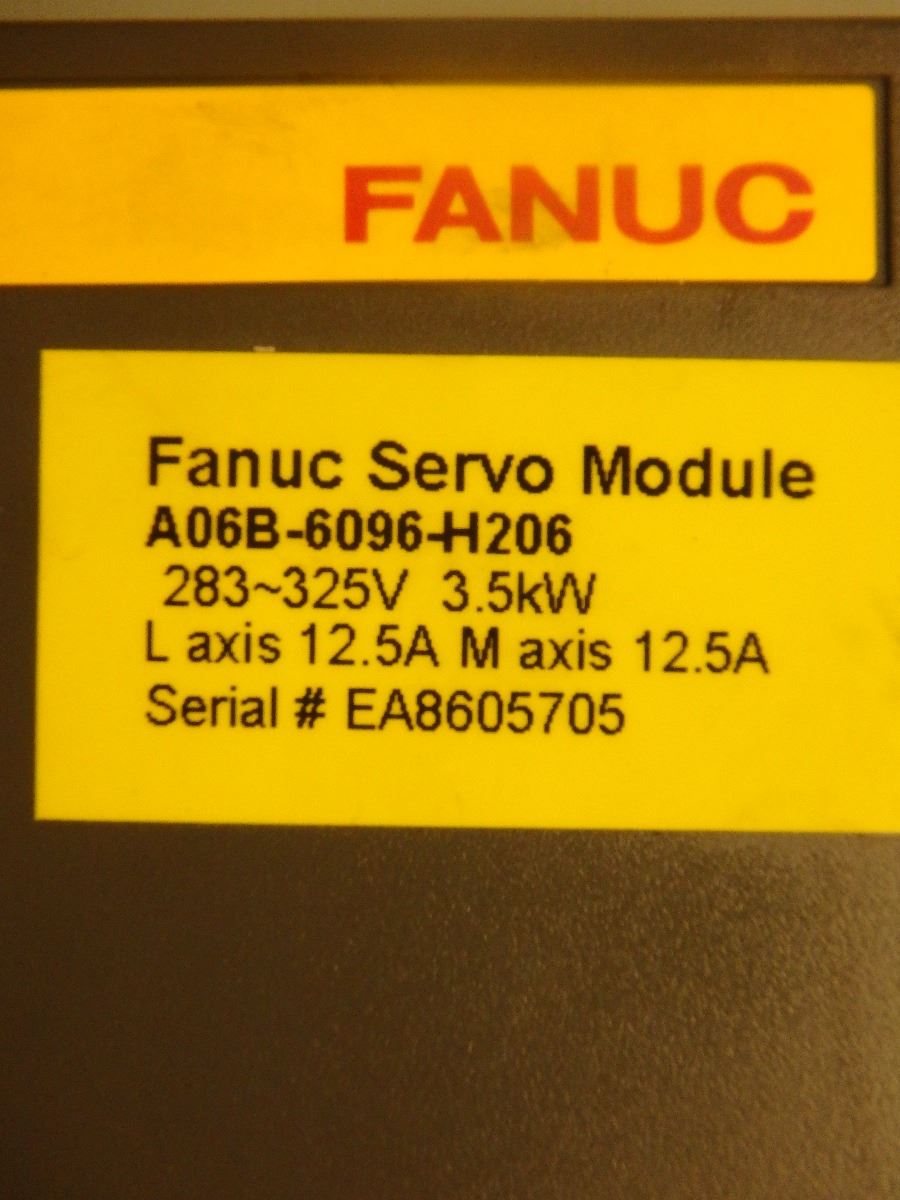 FANUC
Fanuc Servo Module
A06B-6096-H206
283~325V 3.5kW
L axis 12.5A M axis 12.5A
Serial # EA8605705